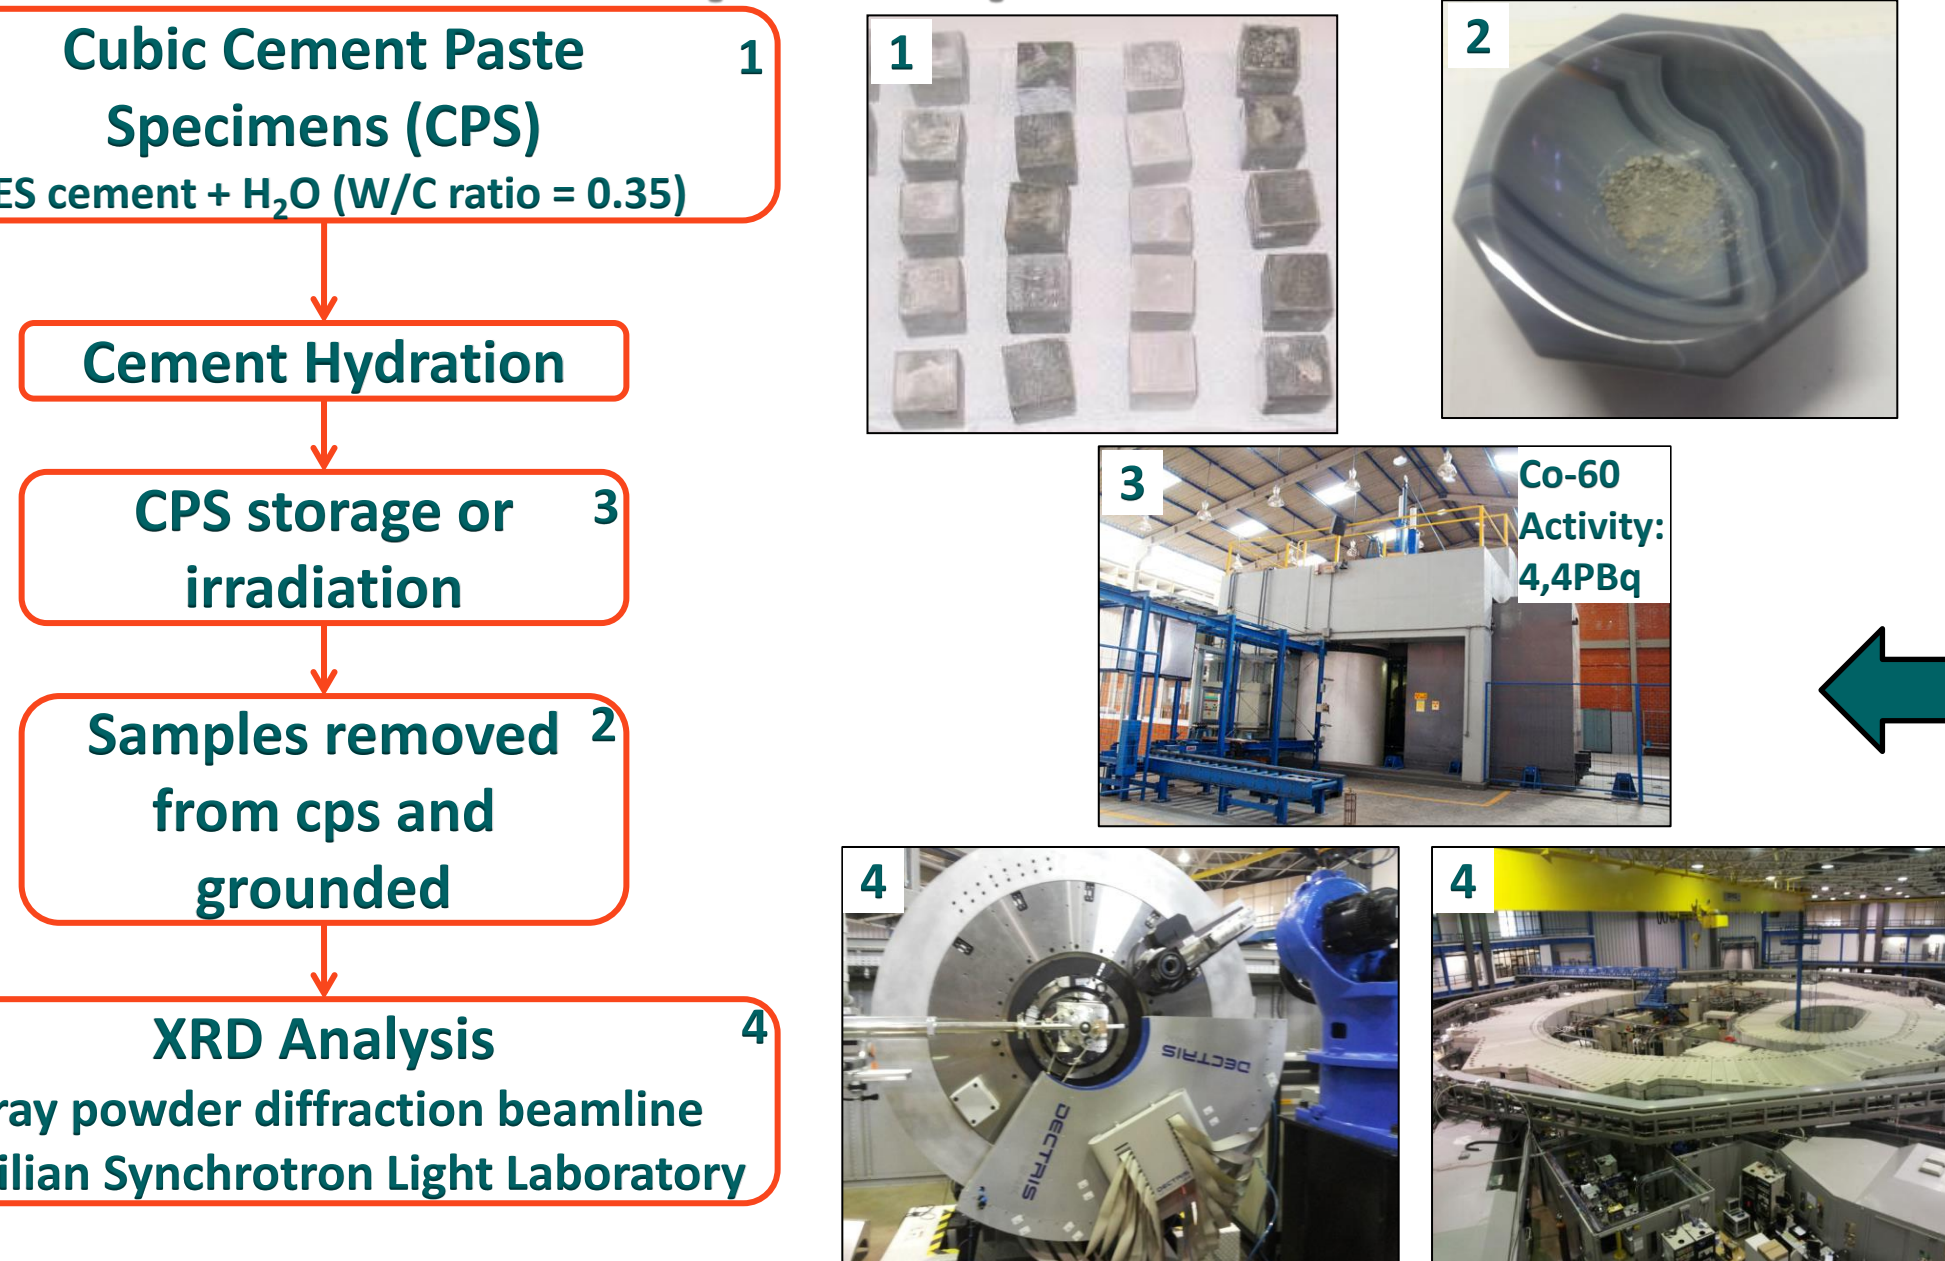 Cubic Cement Paste
1
Specimens (CPS)
ES cement + H₂O (W/C ratio = 0.35)
Cement Hydration
CPS storage or
3
irradiation
Samples removed
2
from cps and
grounded
XRD Analysis
4
ray powder diffraction beamline
ilian Synchrotron Light Laboratory
1
2
3
Co-60
Activity:
4,4PBq
4
DECTRIS
DECTRIS
DECTRIS
4